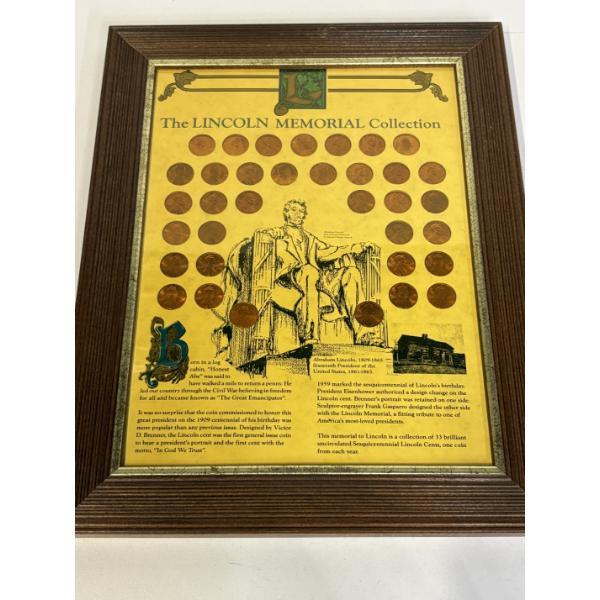 L
The LINCOLN MEMORIAL Collection
Abraham Lincoln, 1809-1865
Sixteenth President of the
United States, 1861-1865
Born in a log
cabin, "Honest
Abe" was said to
have walked a mile to return a penny. He
led our country through the Civil War believing in freedom
for all and became known as "The Great Emancipator".
It was no surprise that the coin commissioned to honor this
great president on the 1909 centennial of his birthday was
more popular than any previous issue. Designed by Victor
D. Brenner, the Lincoln cent was the first general issue coin
to bear a president's portrait and the first cent with the
motto, "In God We Trust".
1959 marked the sesquicentennial of Lincoln's birthday.
President Eisenhower authorized a design change on the
Lincoln cent. Brenner's portrait was retained on one side.
Sculptor-engraver Frank Gasparro designed the other side
with the Lincoln Memorial, a fitting tribute to one of
America's most-loved presidents.
This memorial to Lincoln is a collection of 33 brilliant
uncirculated Sesquicentennial Lincoln Cents, one coin
from each year.